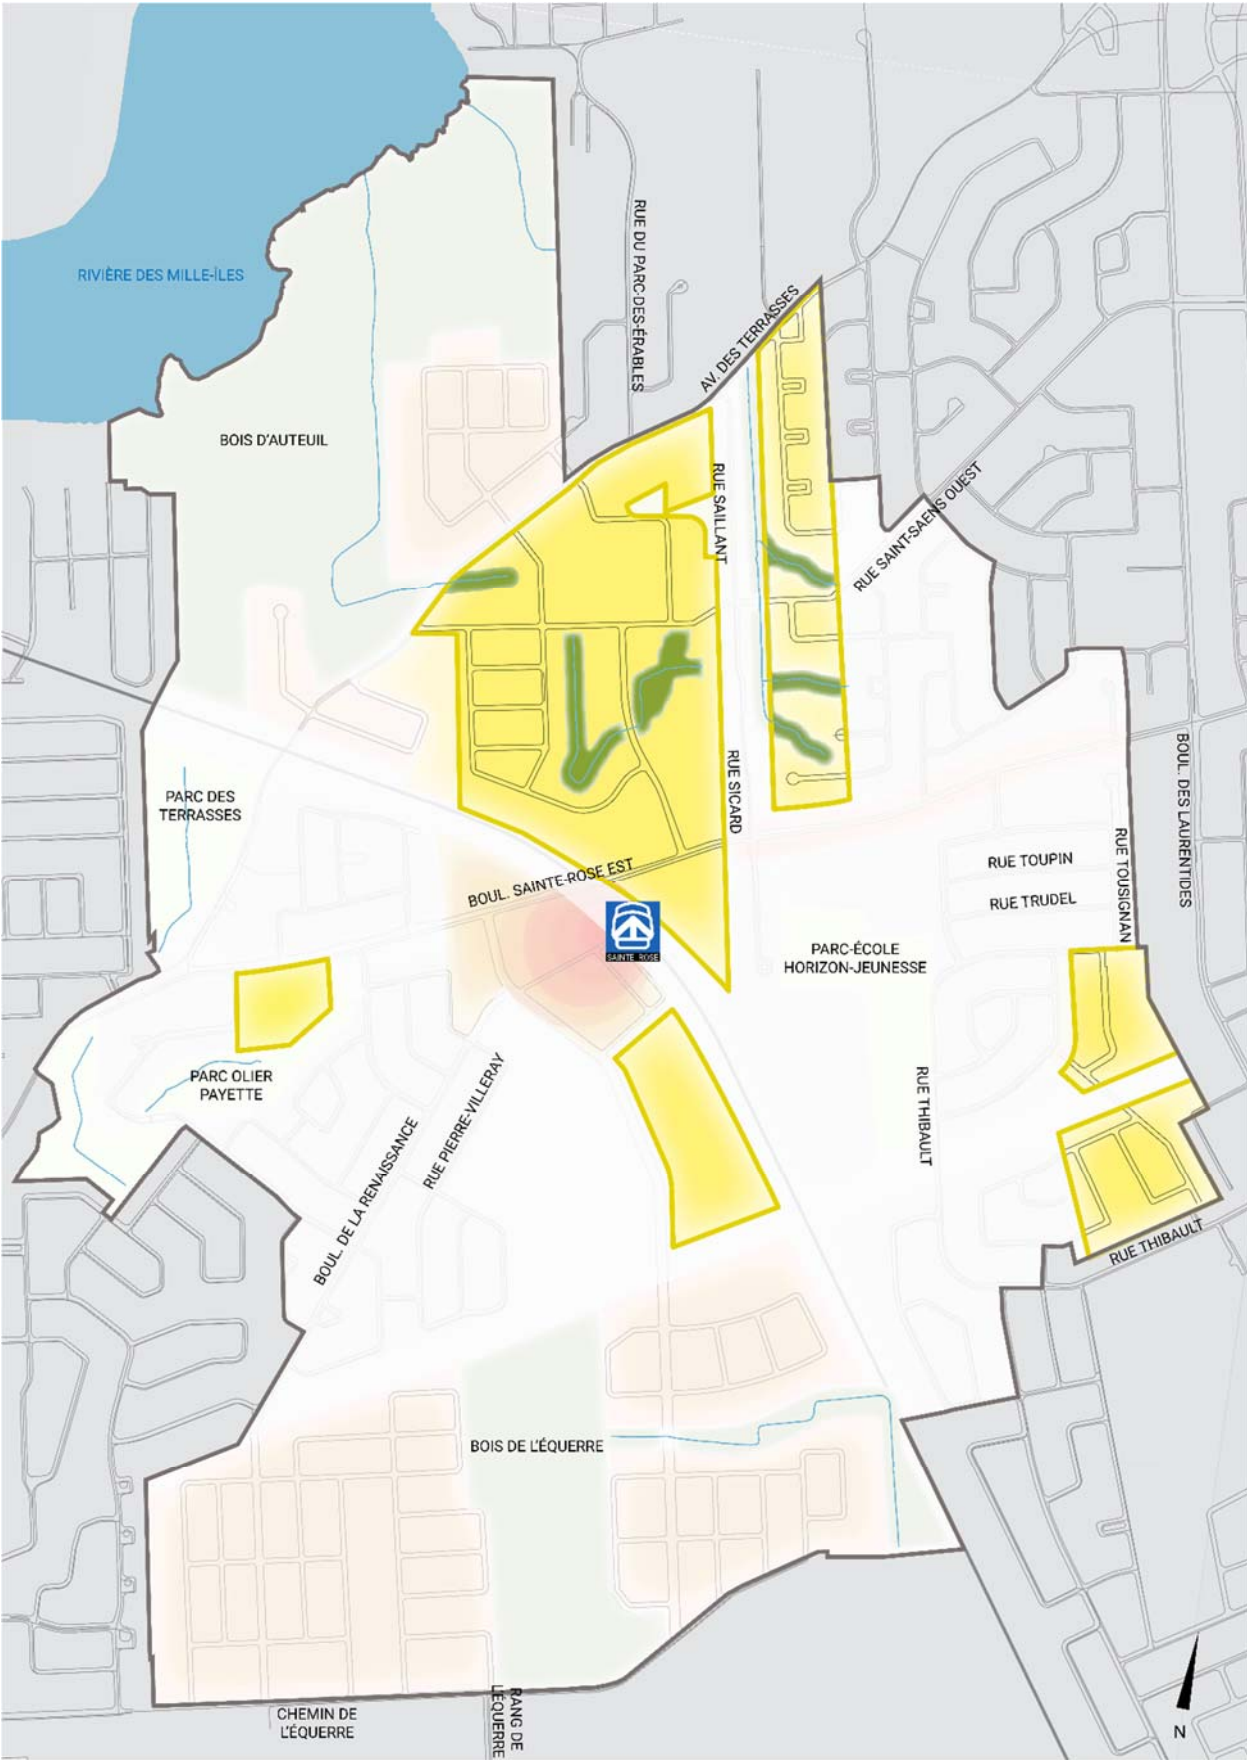 RUE DU PARC-DES-ÉRABLES
RIVIÈRE DES MILLE-ÎLES
AV. DES TERRASSES
BOIS D'AUTEUIL
RUE SAILLANT
RUE SAINT-SAENS OUEST
PARC DES
TERRASSES
RUE SICARD
BOUL. DES LAURENTIDES
RUE TOUSIGNAN
RUE TOUPIN
BOUL. SAINTE-ROSE EST
RUE TRUDEL
SAINTE ROSE
PARC-ÉCOLE
HORIZON-JEUNESSE
PARC OLIER
PAYETTE
RUE PIERRE-VILLERAY
RUE THIBAULT
BOUL. DE LA RENAISSANCE
RUE THIBAULT
BOIS DE L'ÉQUERRE
CHEMIN DE
L'ÉQUERRE
RANG DE
L'ÉQUERRE
N